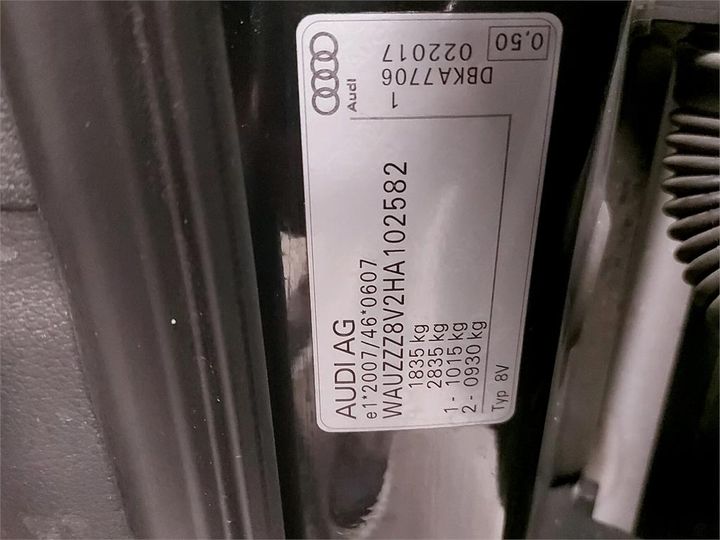 AUDI AG
e1*2007/46*0607
WAUZZZ8V2HA102582
1835 kg
2835 kg
1- 1015 kg
2- 0930 kg
Typ 8V
Audi
1
DBKA7706
022017
0,50